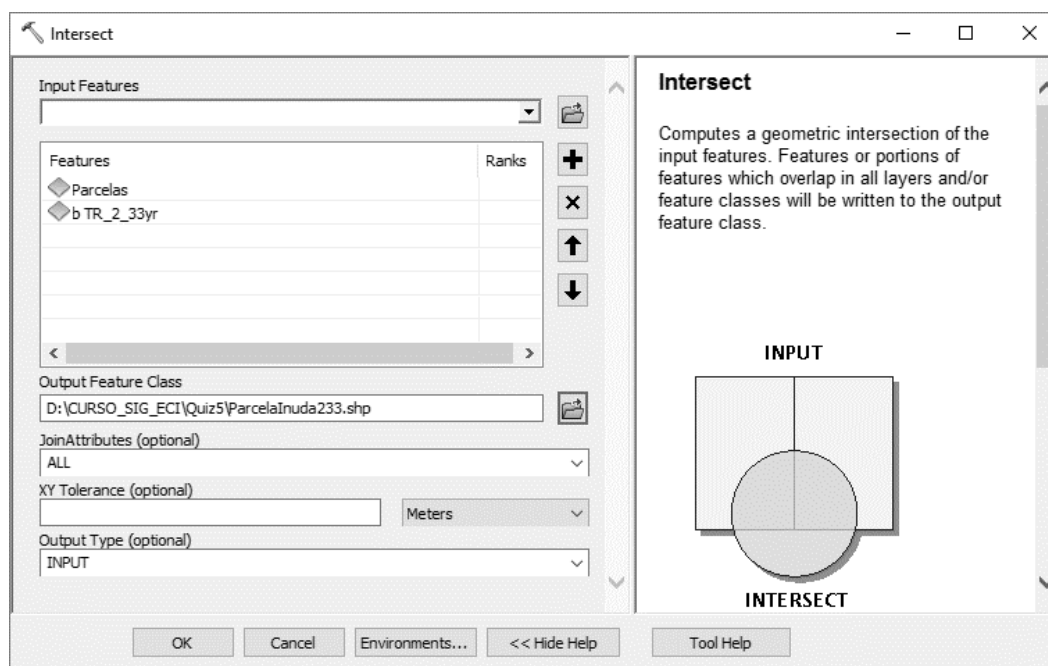 Intersect
Input Features
Features Ranks
Parcelas
b TR_2_33yr
Output Feature Class
D:\CURSO_SIG_ECI\Quiz5\ParcelaInuda233.shp
JoinAttributes (optional)
ALL
XY Tolerance (optional)
Meters
Output Type (optional)
INPUT
Intersect
Computes a geometric intersection of the
input features. Features or portions of
features which overlap in all layers and/or
feature classes will be written to the output
feature class.
INPUT
INTERSECT
OK Cancel Environments... << Hide Help Tool Help